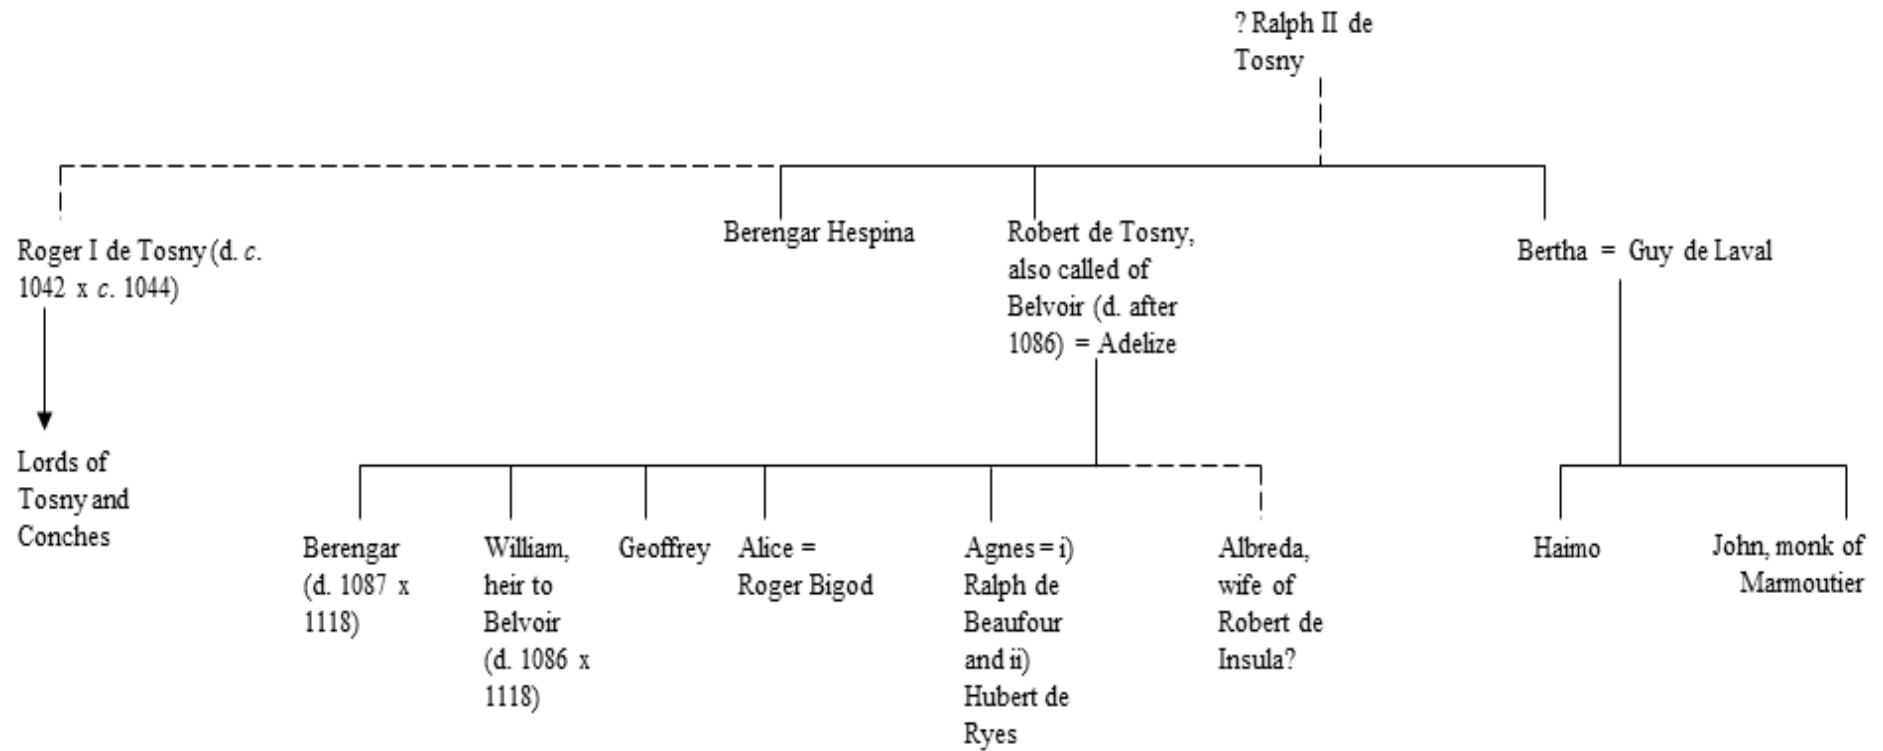 ? Ralph II de
Tosny
Roger I de Tosny (d. c.
1042 x c. 1044)
Berengar Hespina
Robert de Tosny,
also called of
Belvoir (d. after
1086) = Adelize
Bertha = Guy de Laval
Lords of
Tosny and
Conches
Berengar
(d. 1087 x
1118)
William,
heir to
Belvoir
(d. 1086 x
1118)
Geoffrey
Alice =
Roger Bigod
Agnes = i)
Ralph de
Beaufour
and ii)
Hubert de
Ryes
Albreda,
wife of
Robert de
Insula?
Haimo
John, monk of
Marmoutier